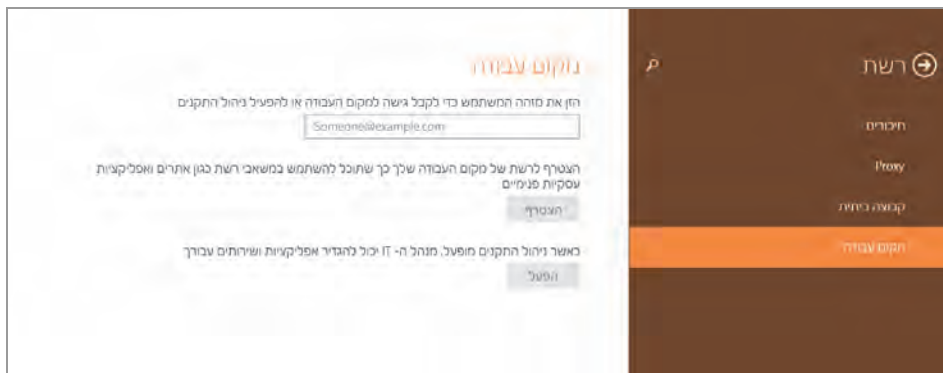 רשת
חיבורים
Proxy
קבוצה ביתית
מקום עבודה
מקום עבודה
הזן את מזהה המשתמש כדי לקבל גישה למקום העבודה או להפעיל ניהול התקנים
Someone@example.com
הצטרף לרשת של מקום העבודה שלך כך שתוכל להשתמש במשאבי רשת כגון אתרים ואפליקציות
עסקיות פנימיים
הצטרף
כאשר ניהול התקנים מופעל, מנהל ה- IT יכול להגדיר אפליקציות ושירותים עבורך
הפעל